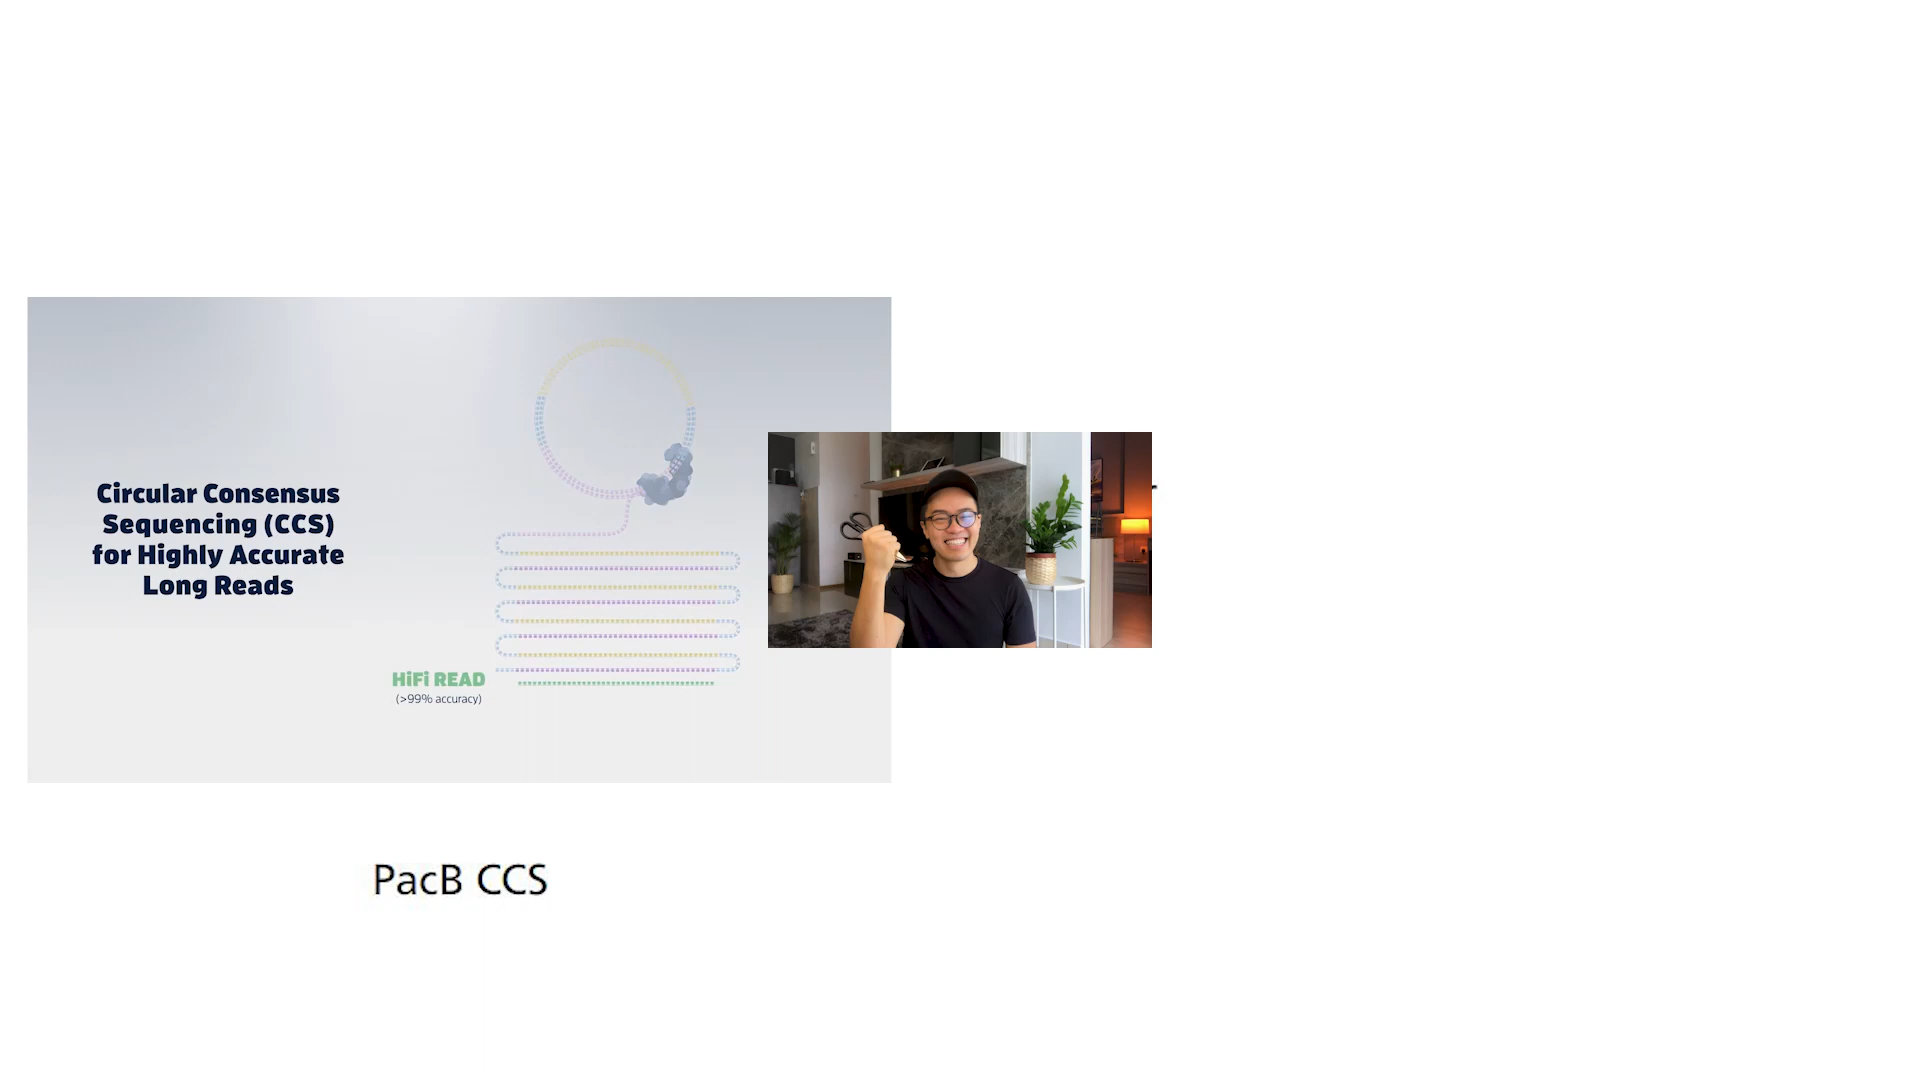 Circular Consensus
Sequencing (CCS)
for Highly Accurate
Long Reads
HiFi READ
(>99% accuracy)
PacB CCS